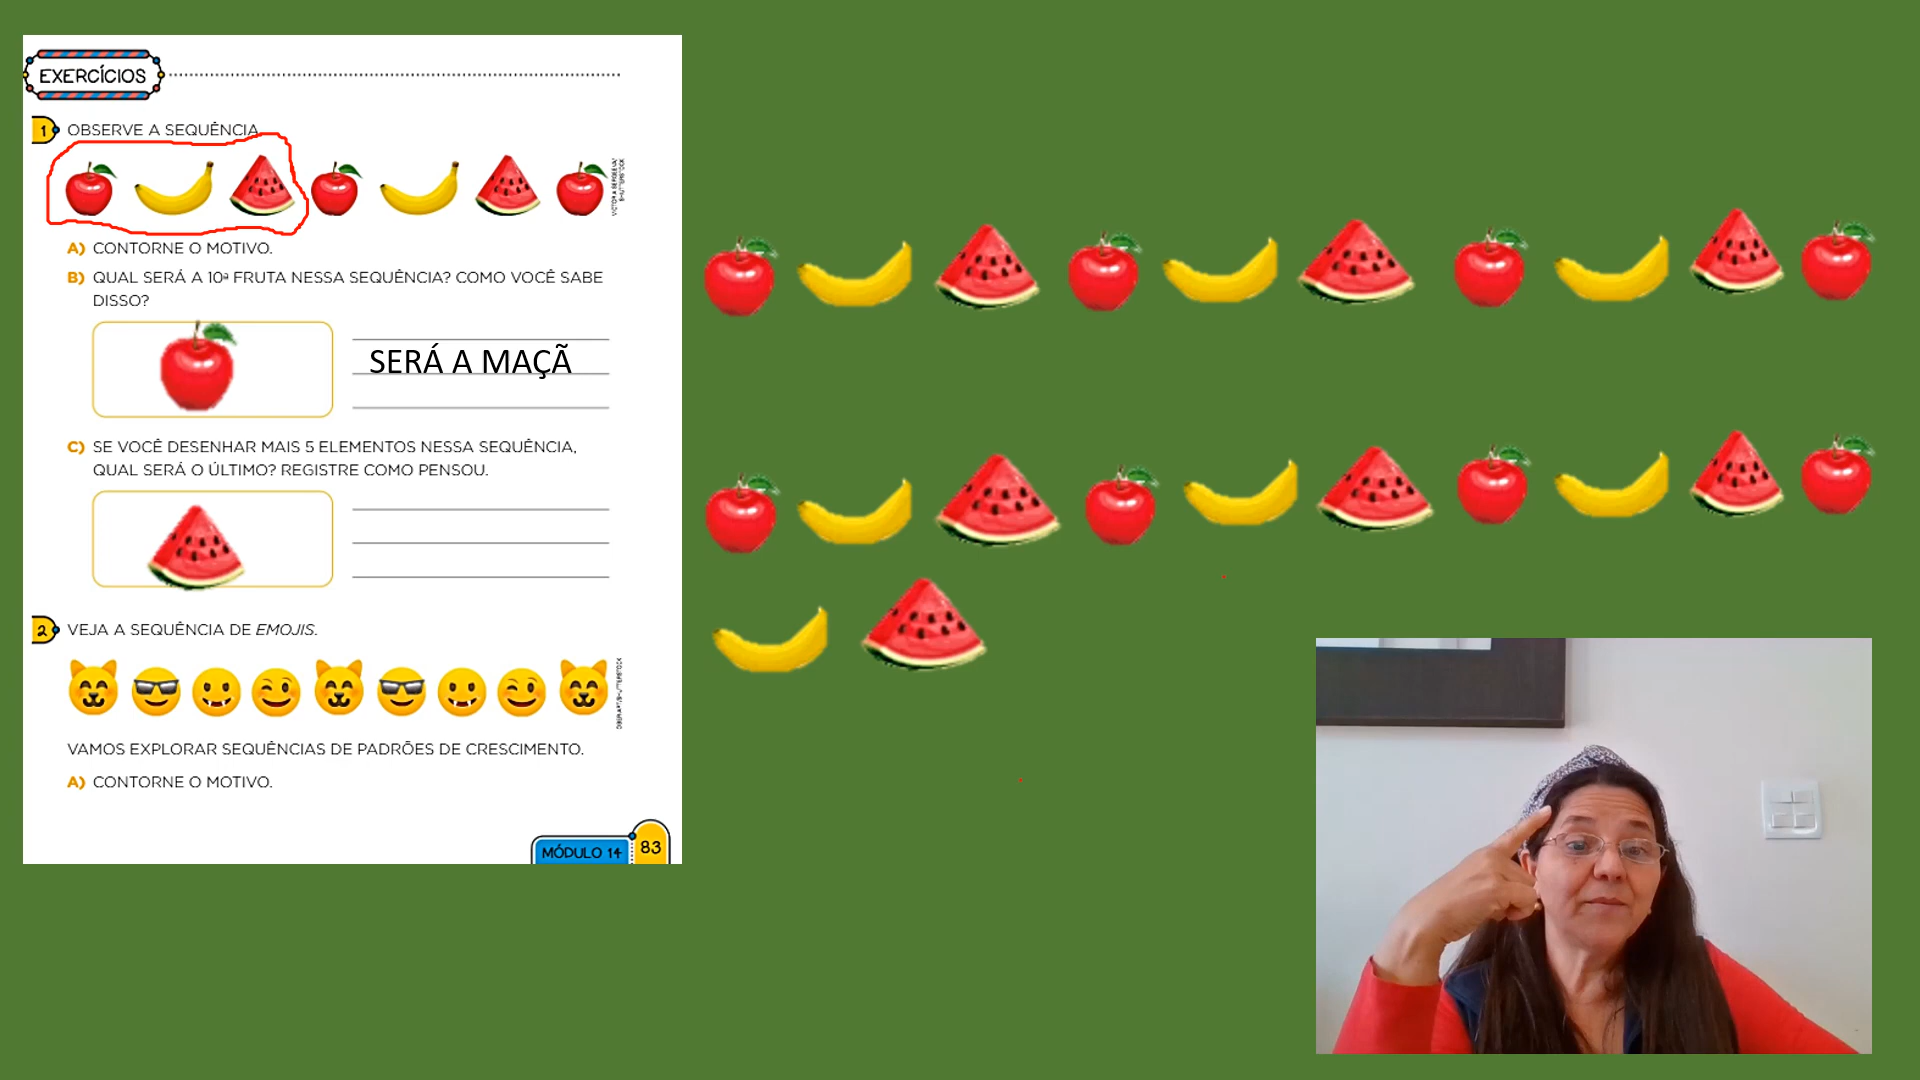 EXERCÍCIOS
1 OBSERVE A SEQUÊNCIA.
A) CONTORNE O MOTIVO.
B) QUAL SERÁ A 10ª FRUTA NESSA SEQUÊNCIA? COMO VOCÊ SABE
DISSO?
SERÁ A MAÇÃ
C) SE VOCÊ DESENHAR MAIS 5 ELEMENTOS NESSA SEQUÊNCIA,
QUAL SERÁ O ÚLTIMO? REGISTRE COMO PENSOU.
2 VEJA A SEQUÊNCIA DE EMOJIS.
VAMOS EXPLORAR SEQUÊNCIAS DE PADRÕES DE CRESCIMENTO.
A) CONTORNE O MOTIVO.
MÓDULO 14 83